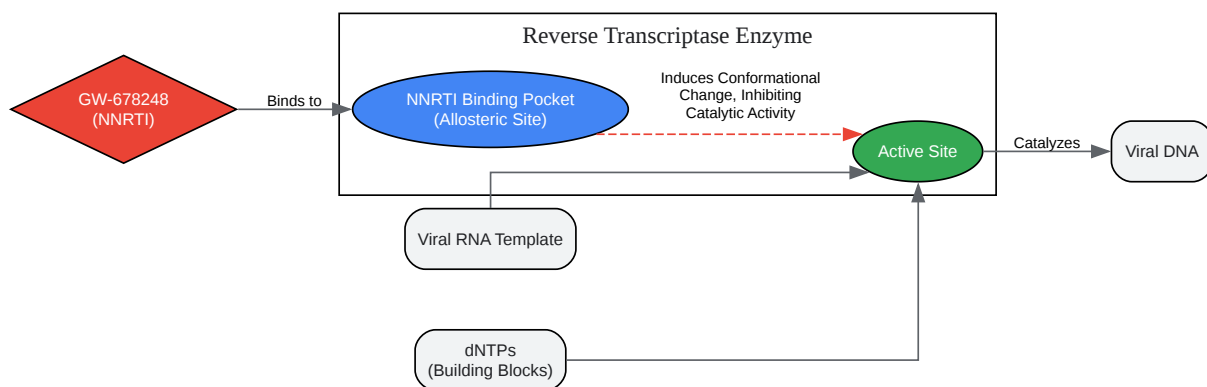 Reverse Transcriptase Enzyme
GW-678248
(NNRTI)
Binds to
NNRTI Binding Pocket
(Allosteric Site)
Induces Conformational
Change, Inhibiting
Catalytic Activity
Active Site
Catalyzes
Viral DNA
Viral RNA Template
dNTPs
(Building Blocks)